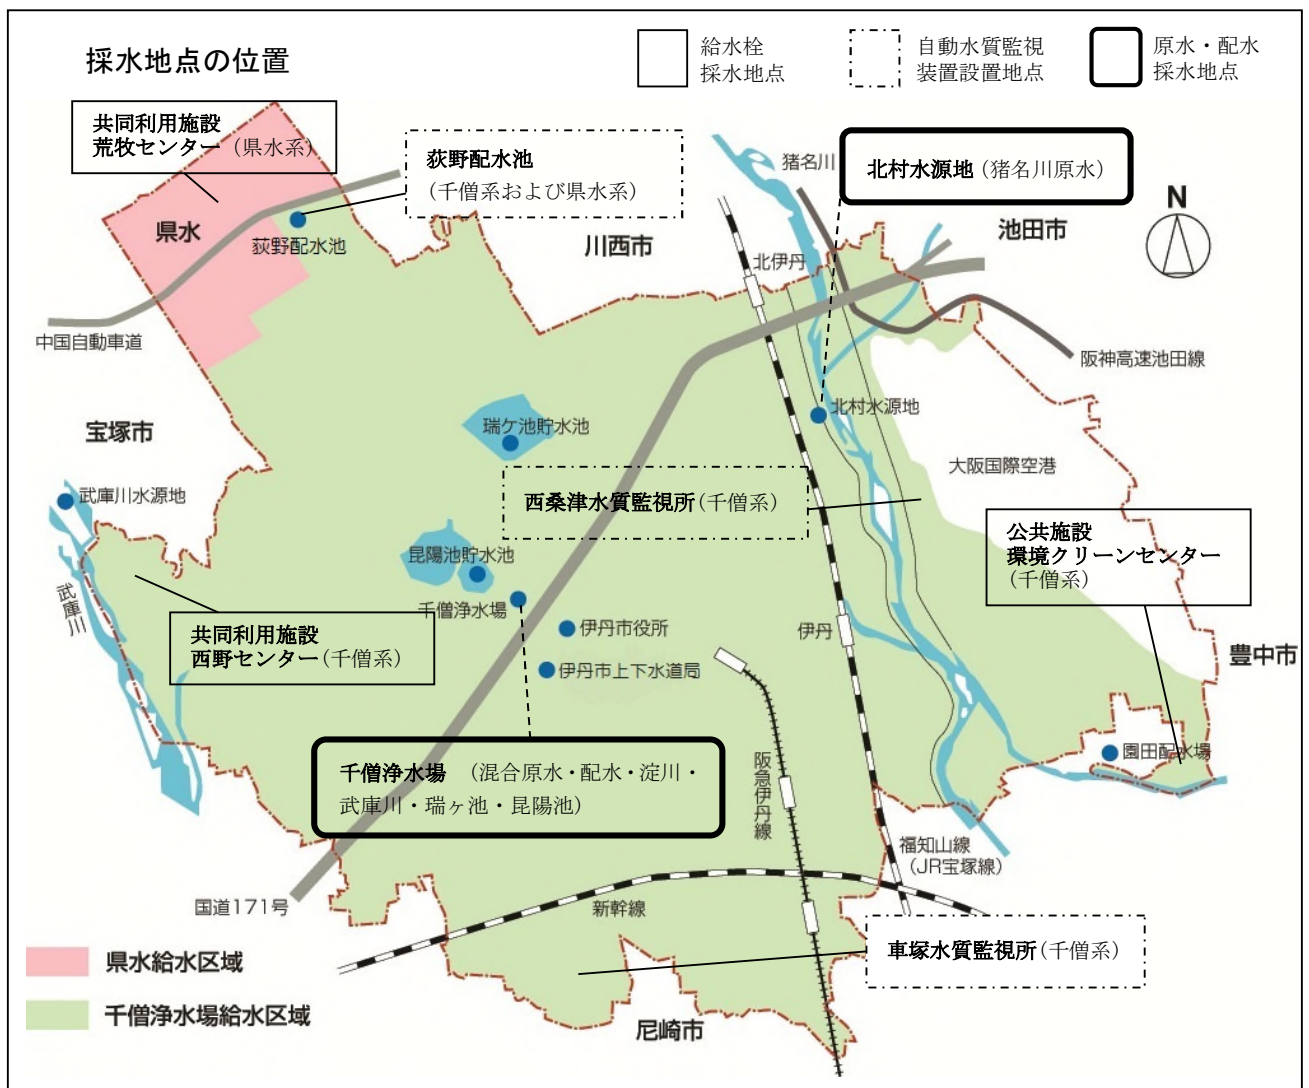 採水地点の位置
給水栓
採水地点
自動水質監視
装置設置地点
原水・配水
採水地点
共同利用施設
荒牧センター（県水系）
荻野配水池
（千僧系および県水系）
猪名川
北村水源地（猪名川原水）
N
県水
荻野配水池
川西市
池田市
北伊丹
中国自動車道
阪神高速池田線
宝塚市
瑞ケ池貯水池
北村水源地
大阪国際空港
武庫川水源地
西桑津水質監視所（千僧系）
公共施設
環境クリーンセンター
（千僧系）
昆陽池貯水池
千僧浄水場
武庫川
共同利用施設
西野センター（千僧系）
伊丹市役所
伊丹
伊丹市上下水道局
豊中市
園田配水場
千僧浄水場　（混合原水・配水・淀川・
武庫川・瑞ヶ池・昆陽池）
阪急伊丹線
福知山線
（JR宝塚線）
国道171号
新幹線
車塚水質監視所（千僧系）
県水給水区域
千僧浄水場給水区域
尼崎市